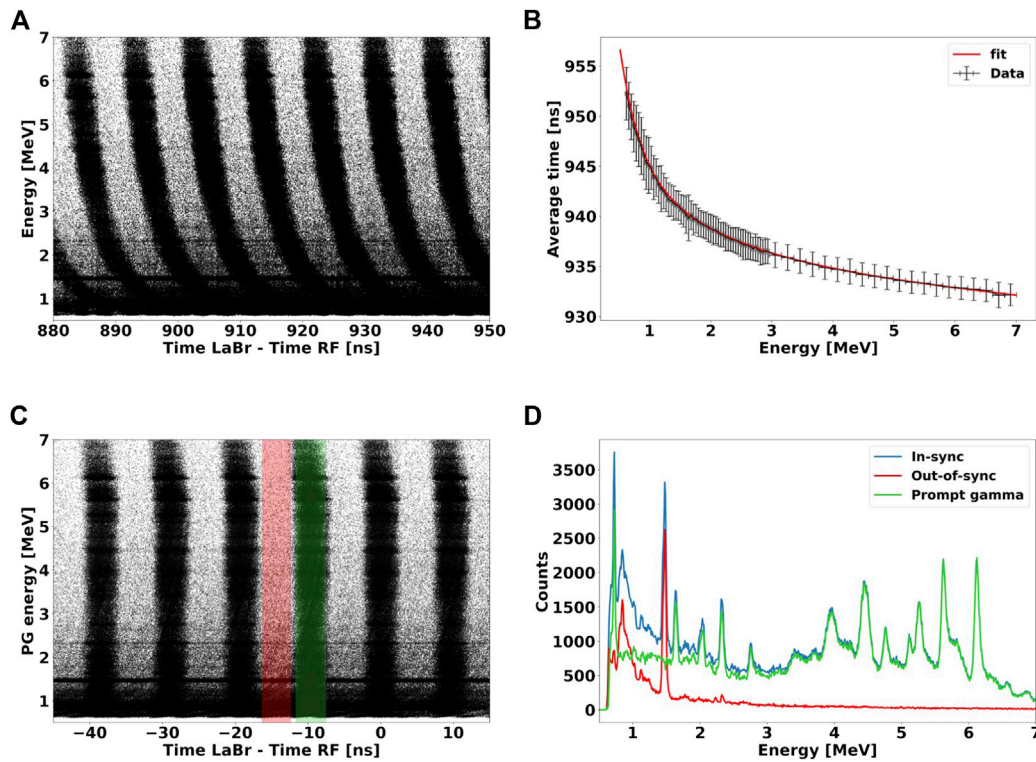 A
Energy [MeV]
7
6
5
4
3
2
1
880 890 900 910 920 930 940 950
Time LaBr - Time RF [ns]
B
Average time [ns]
955
950
945
940
935
930
fit
Data
1 2 3 4 5 6 7
Energy [MeV]
C
PG energy [MeV]
7
6
5
4
3
2
1
−40 −30 −20 −10 0 10
Time LaBr - Time RF [ns]
D
Counts
3500
3000
2500
2000
1500
1000
500
0
In-sync
Out-of-sync
Prompt gamma
1 2 3 4 5 6 7
Energy [MeV]